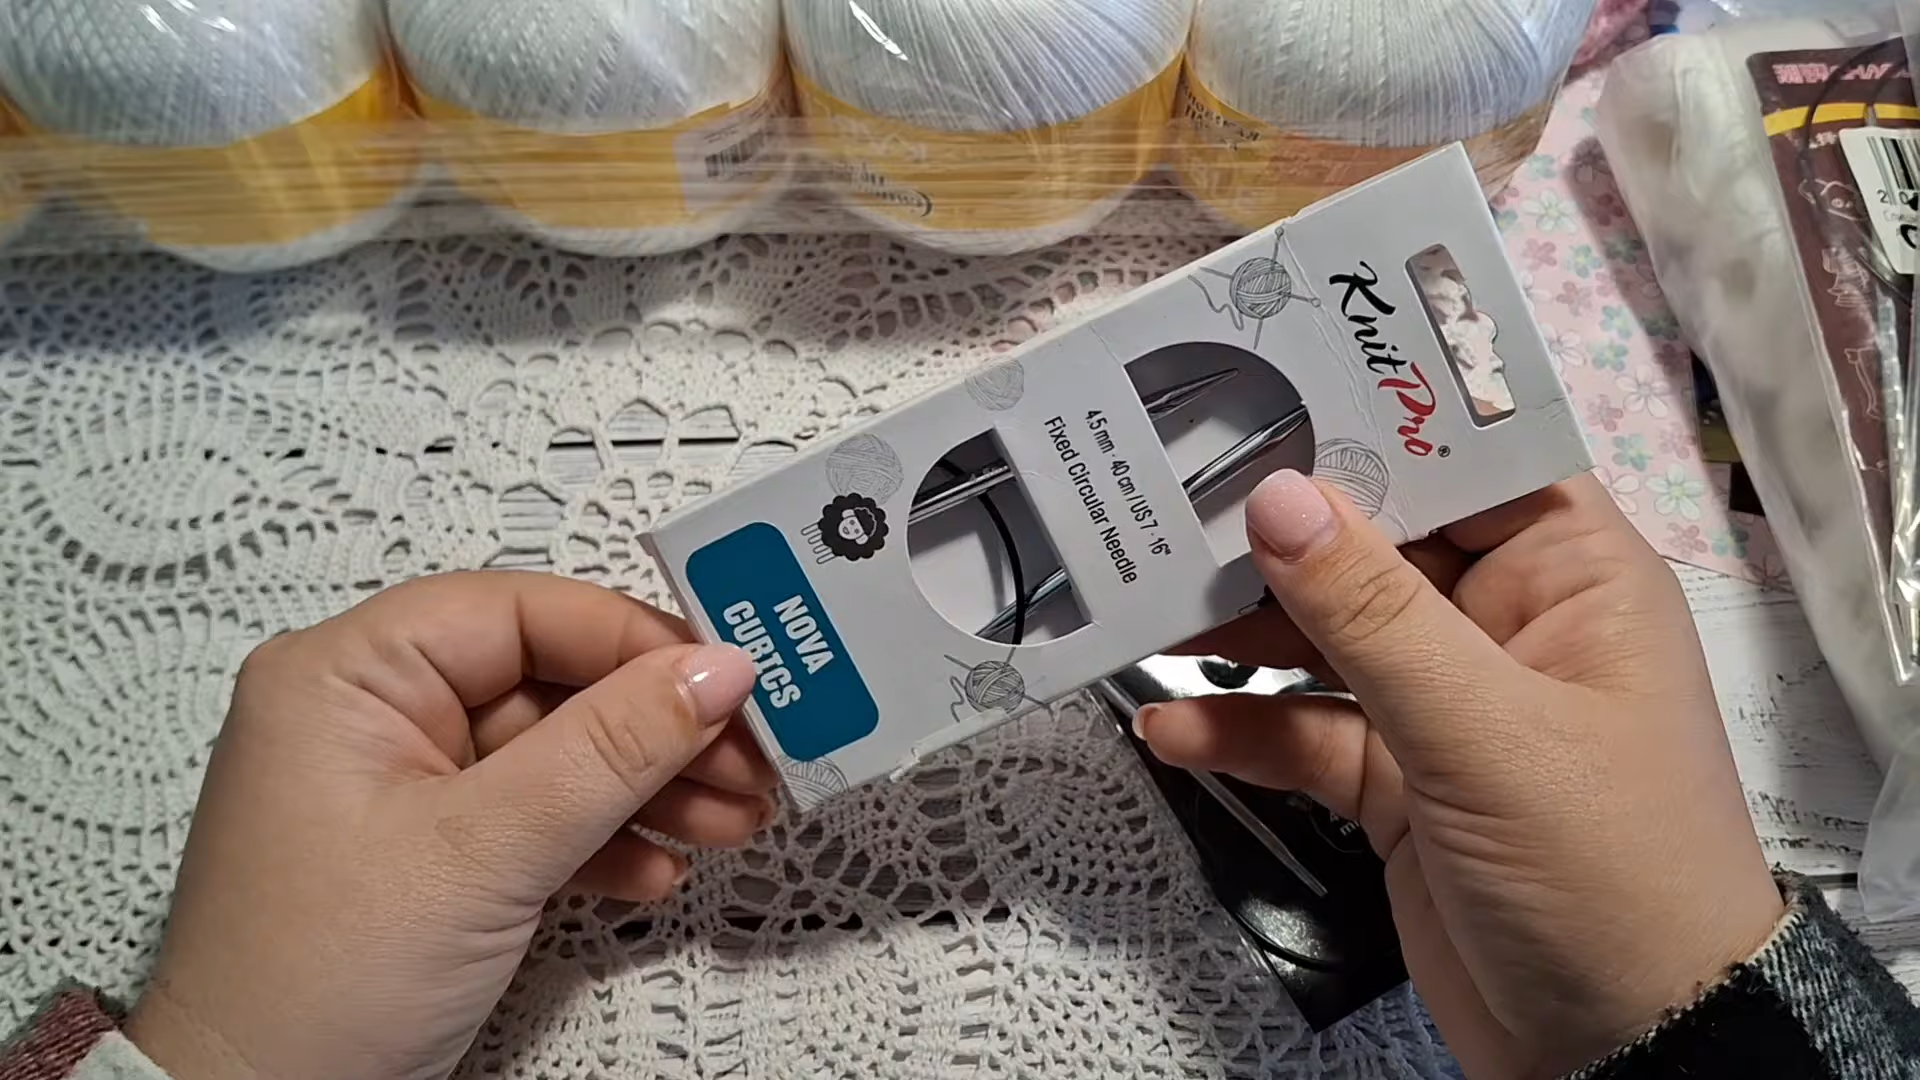 KnitPro®
4.5 mm · 40 cm / US 7 · 16"
Fixed Circular Needle
NOVA
CUBICS